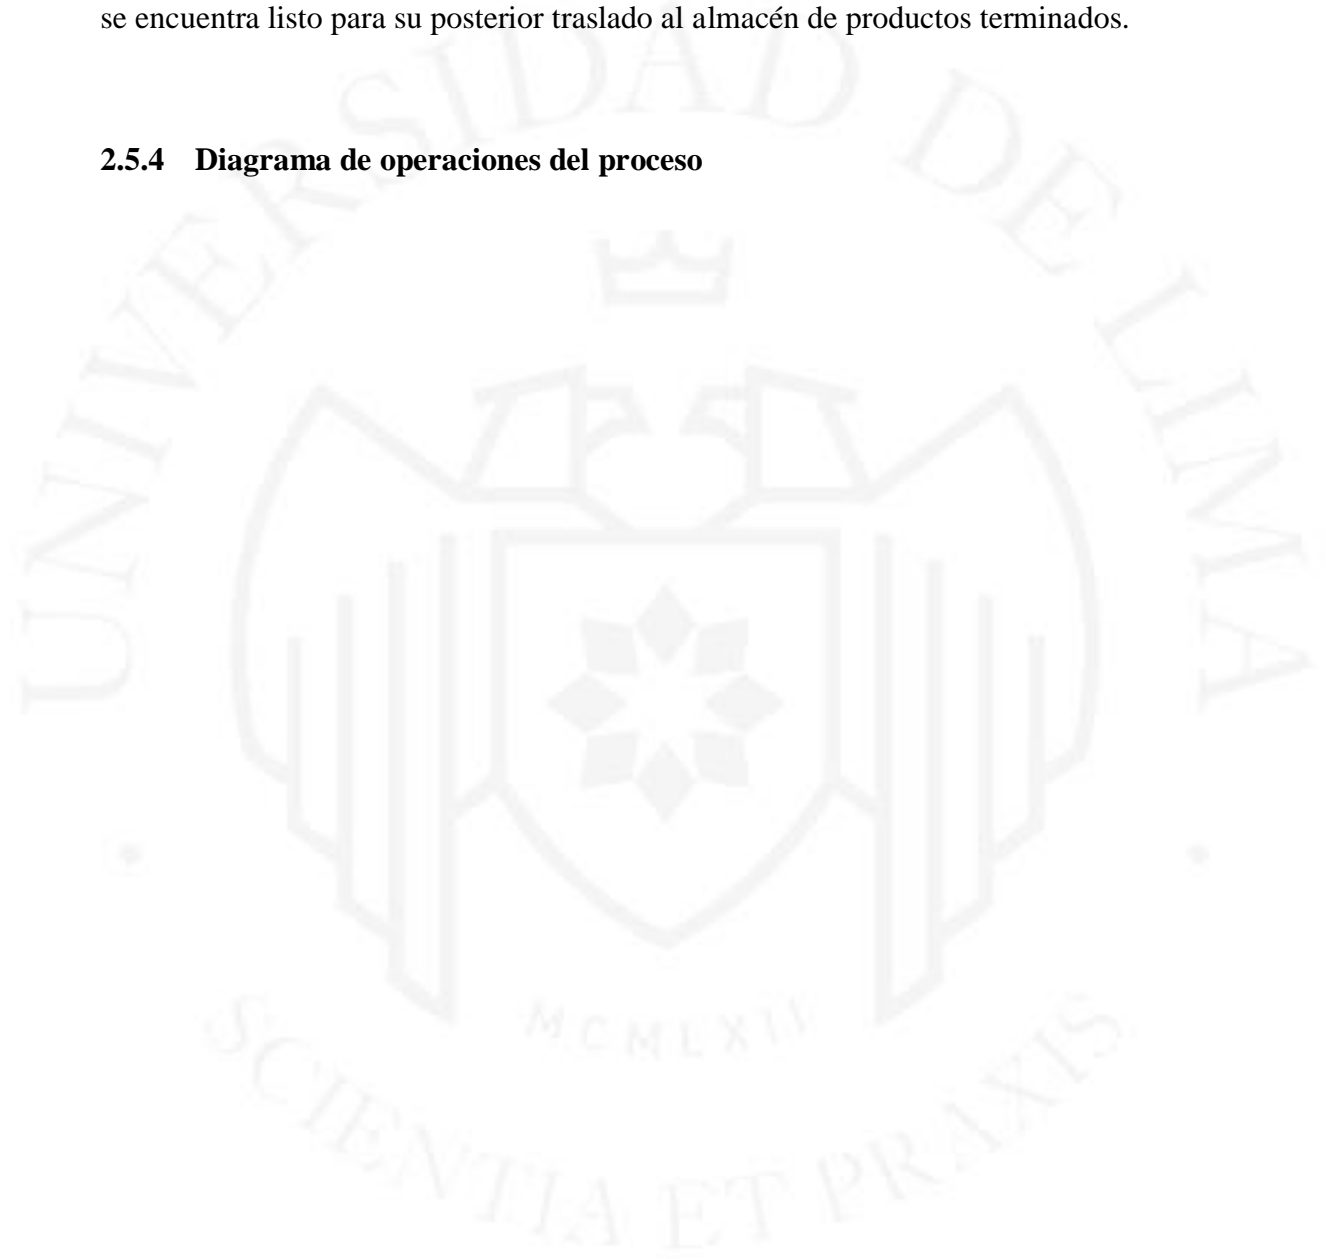 se encuentra listo para su posterior traslado al almacén de productos terminados.
2.5.4 Diagrama de operaciones del proceso
UNIVERSIDAD DE LIMA
MCMLXII
SCIENTIA ET PRAXIS